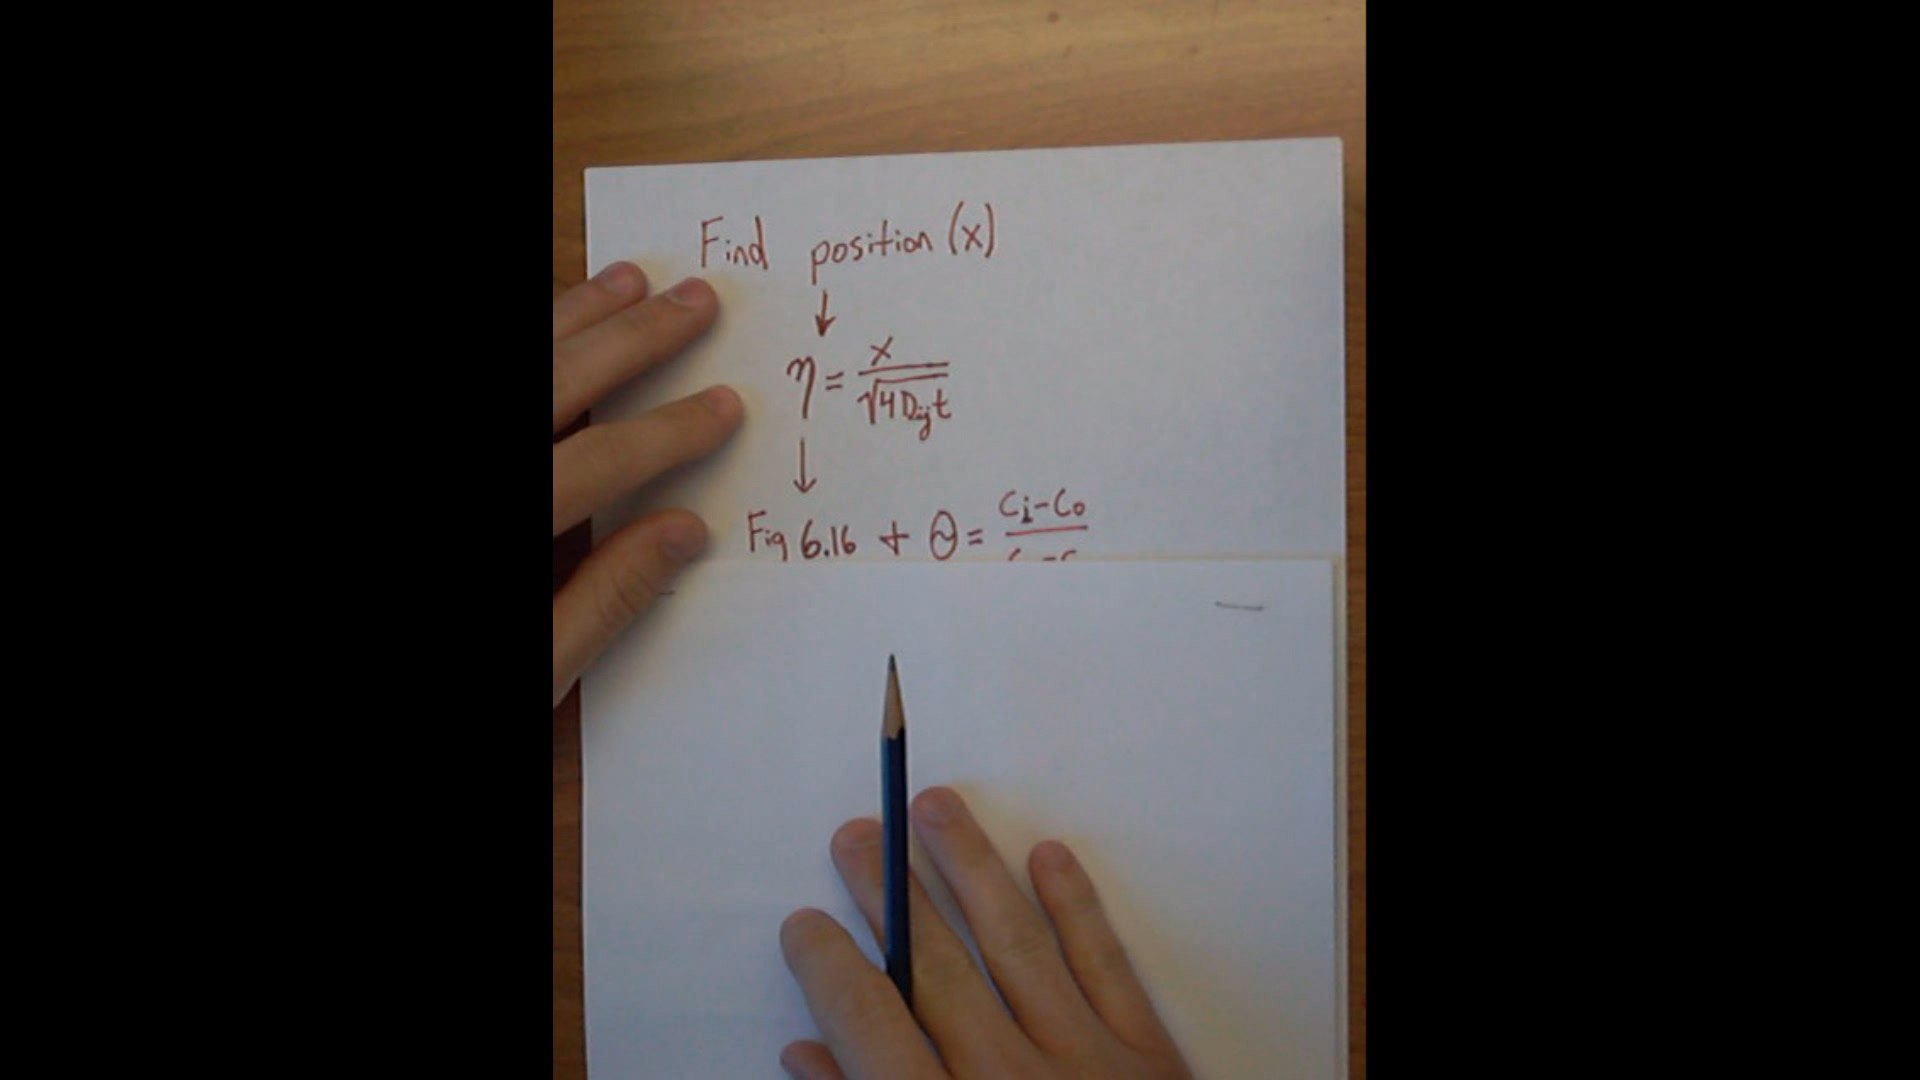 Find position (x)
↓
η = x / √4Dijt
↓
Fig 6.16 + Θ = Ci-Co